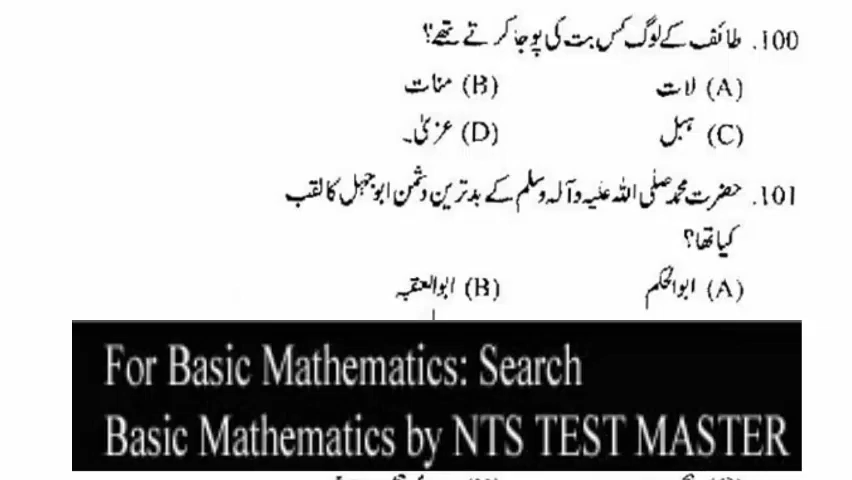 100. طائف کے لوگ کس بت کی پوجا کرتے تھے؟
(A) لات (B) منات
(C) ہبل (D) عزیٰ۔
101. حضرت محمد صلی اللہ علیہ وآلہ وسلم کے بدترین دشمن ابوجہل کا لقب
کیا تھا؟
(A) ابوالحکم (B) ابوالعتقبہ
For Basic Mathematics: Search
Basic Mathematics by NTS TEST MASTER